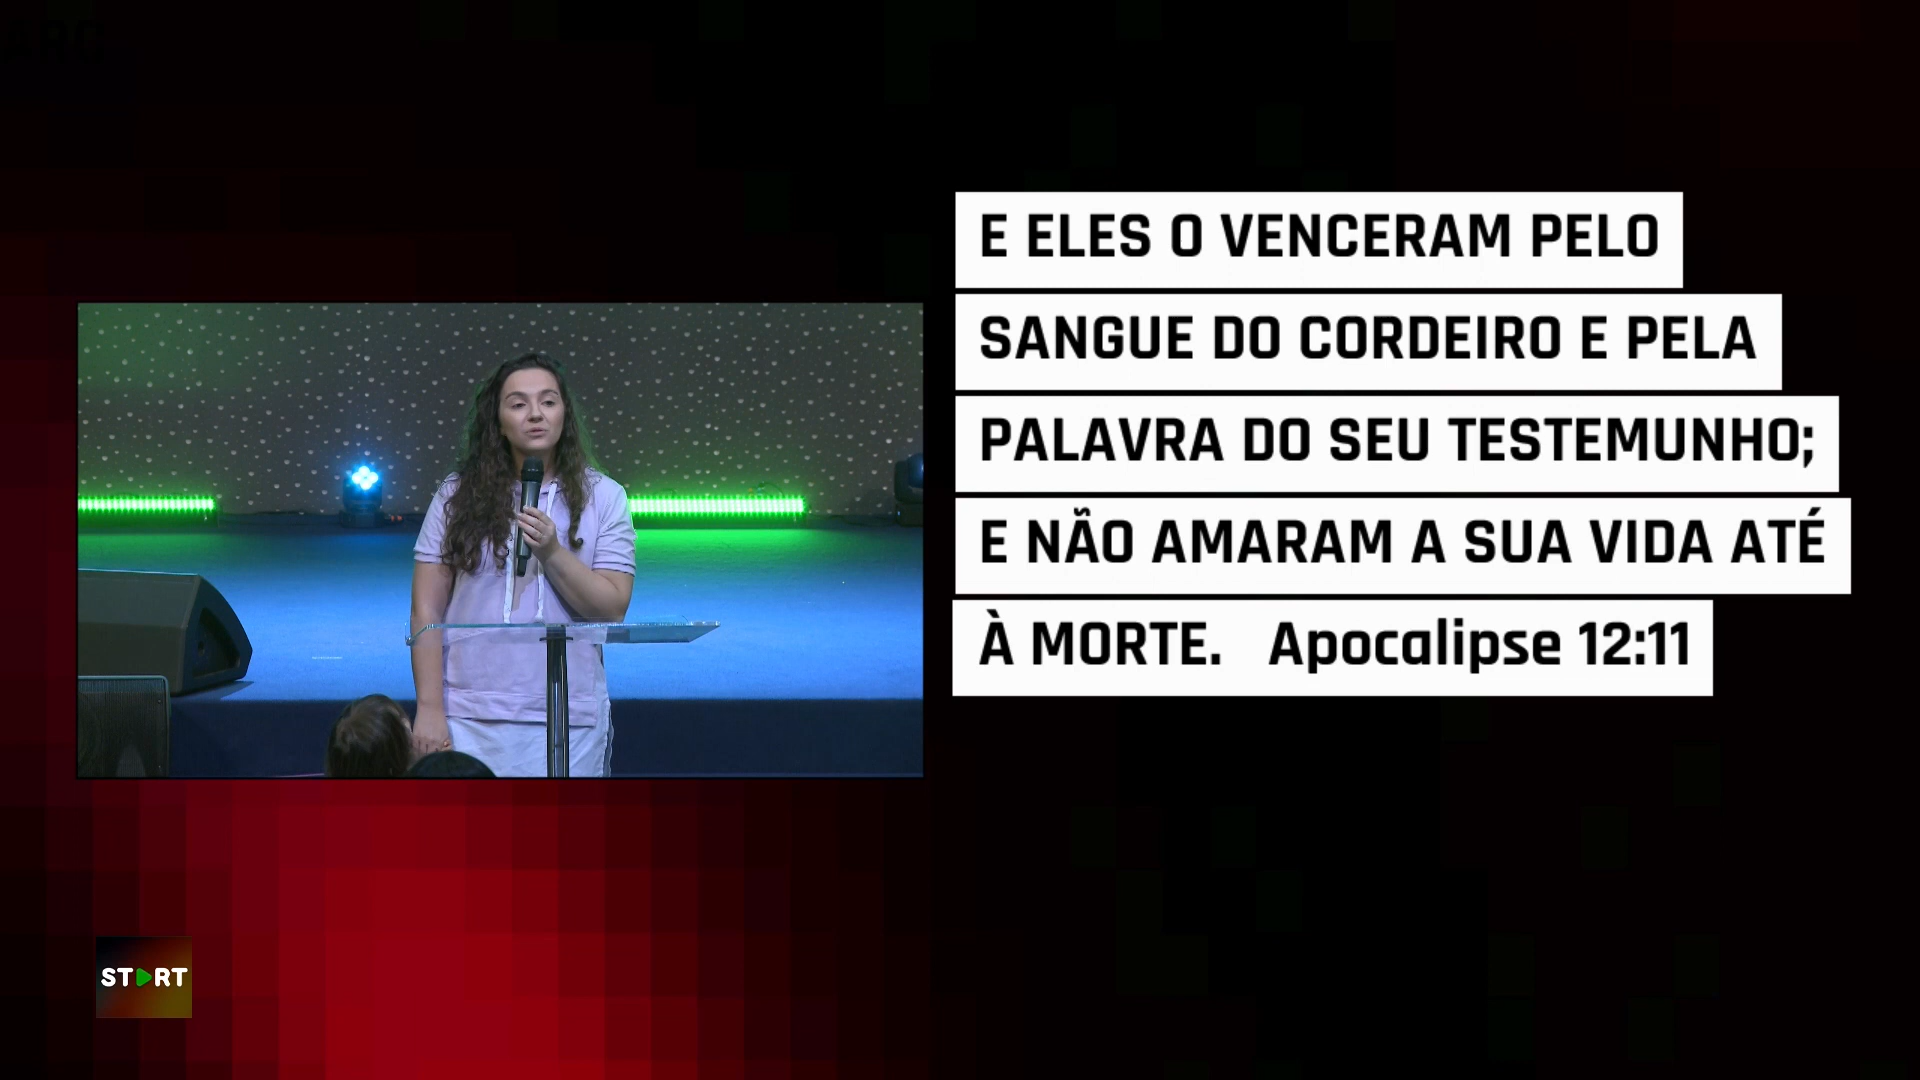 E ELES O VENCERAM PELO
SANGUE DO CORDEIRO E PELA
PALAVRA DO SEU TESTEMUNHO;
E NÃO AMARAM A SUA VIDA ATÉ
À MORTE. Apocalipse 12:11
START